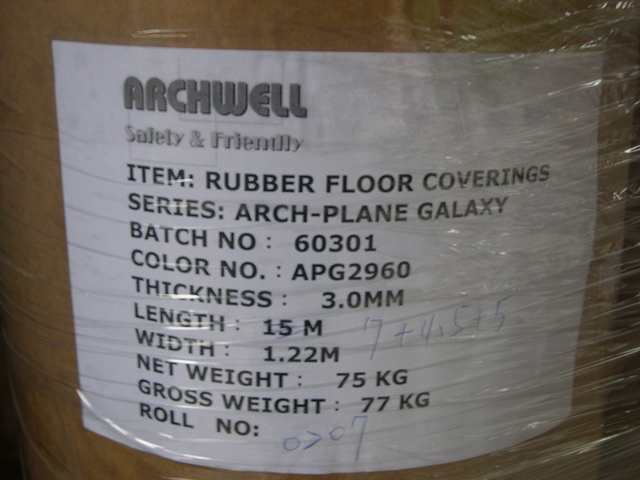 ARCHWELL
Safety & Friendly
ITEM: RUBBER FLOOR COVERINGS
SERIES: ARCH-PLANE GALAXY
BATCH NO : 60301
COLOR NO. : APG2960
THICKNESS : 3.0MM
LENGTH : 15 M 7+4.5+5
WIDTH : 1.22M
NET WEIGHT : 75 KG
GROSS WEIGHT : 77 KG
ROLL NO: